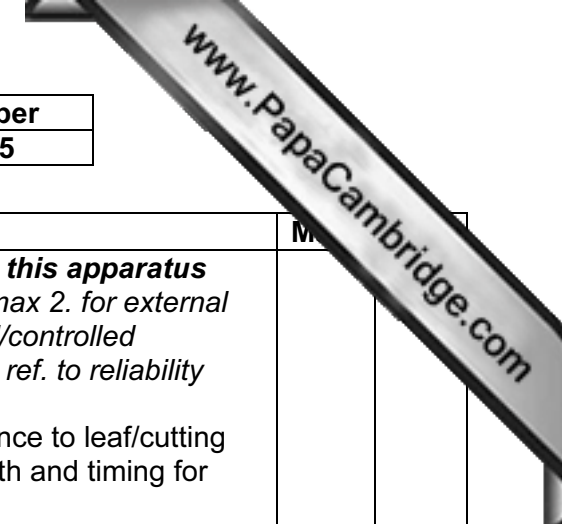 www.PapaCambridge.com
per
5
M
this apparatus
max 2. for external
/controlled
ref. to reliability
nce to leaf/cutting
th and timing for